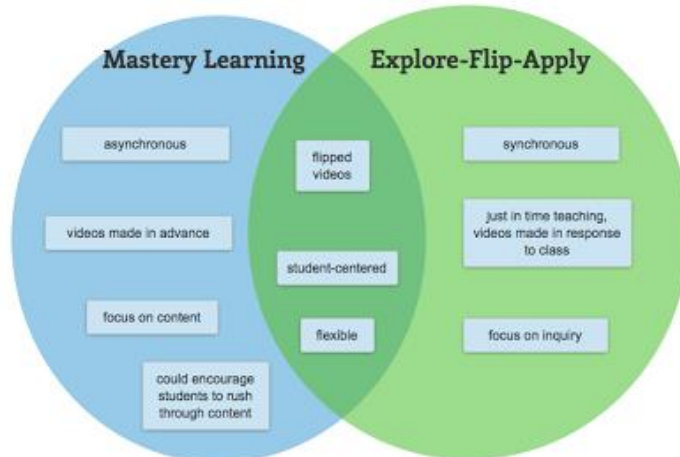 Mastery Learning
Explore-Flip-Apply
asynchronous
videos made in advance
focus on content
could encourage
students to rush
through content
flipped
videos
student-centered
flexible
synchronous
just in time teaching,
videos made in response
to class
focus on inquiry